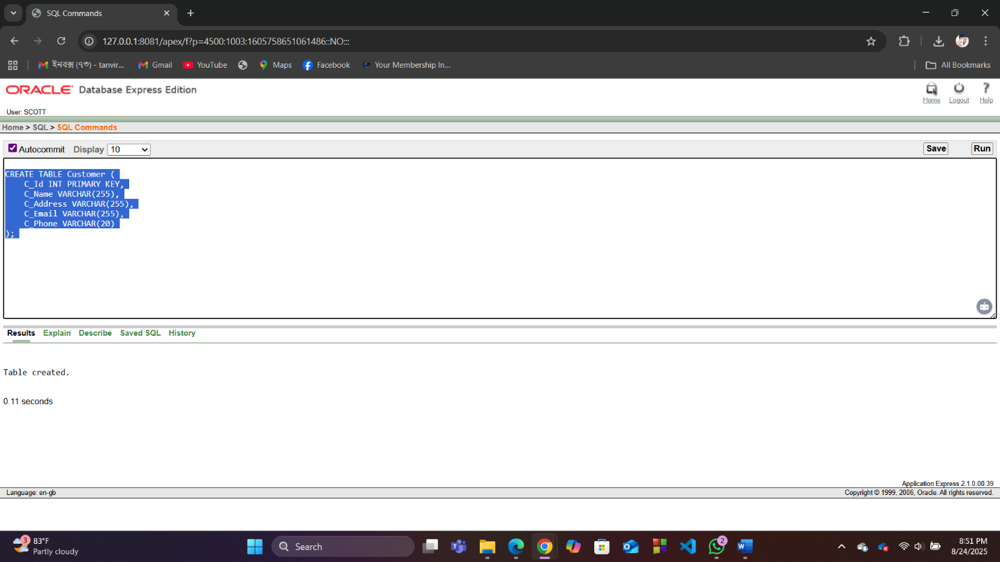 SQL Commands
127.0.0.1:8081/apex/f?p=4500:1003:1605758651061486::NO:::
ইনবক্স (৭৩) - tanvir... Gmail YouTube Maps Facebook Your Membership In... All Bookmarks
ORACLE Database Express Edition
Home Logout Help
User: SCOTT
Home > SQL > SQL Commands
Autocommit Display 10 Save Run
CREATE TABLE Customer (
C_Id INT PRIMARY KEY,
C_Name VARCHAR(255),
C_Address VARCHAR(255),
C_Email VARCHAR(255),
C_Phone VARCHAR(20)
);
Results Explain Describe Saved SQL History
Table created.
0.11 seconds
Application Express 2.1.0.00.39
Language: en-gb Copyright © 1999, 2006, Oracle. All rights reserved.
3 83°F
Partly cloudy
Search
2
8:51 PM
8/24/2025